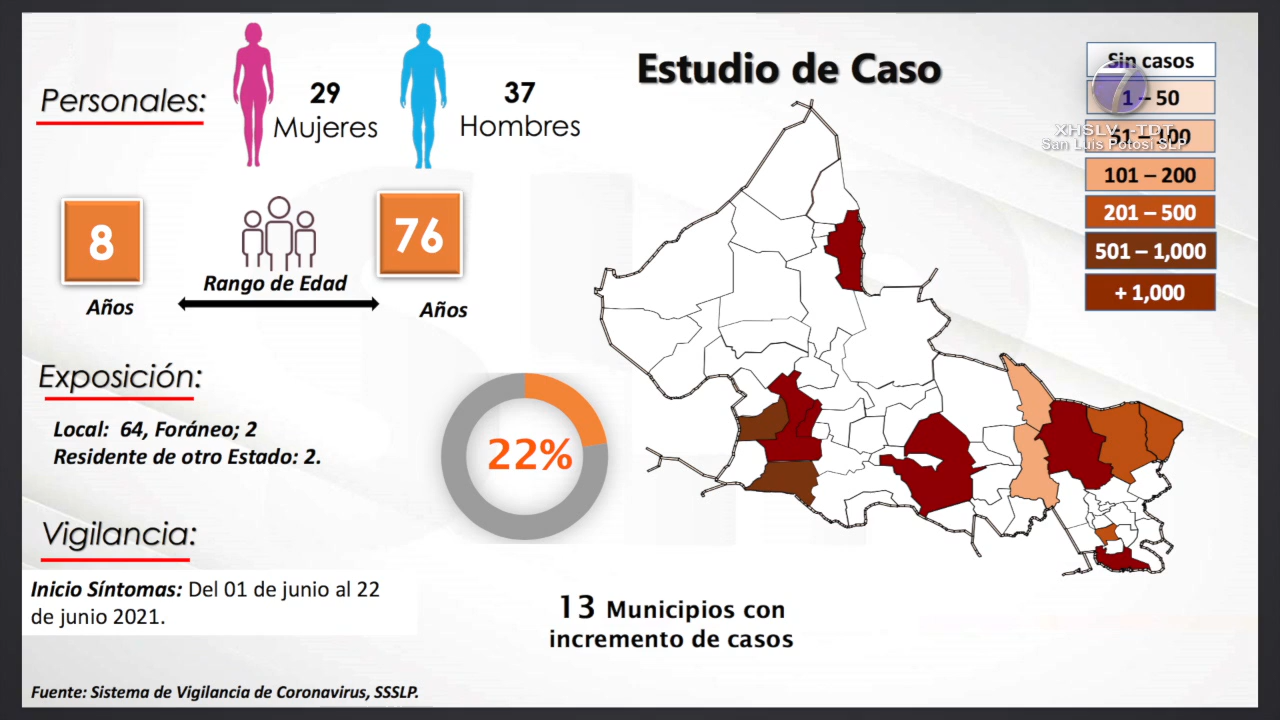 Estudio de Caso
Personales:
29
Mujeres
37
Hombres
8
Años
Rango de Edad
76
Años
Exposición:
Local: 64, Foráneo; 2
Residente de otro Estado: 2.
22%
Vigilancia:
Inicio Síntomas: Del 01 de junio al 22
de junio 2021.
13 Municipios con
incremento de casos
Fuente: Sistema de Vigilancia de Coronavirus, SSSLP.
Sin casos
1 – 50
51 – 100
101 – 200
201 – 500
501 – 1,000
+ 1,000
7
XHSLV -TDT
San Luis Potosí SLP